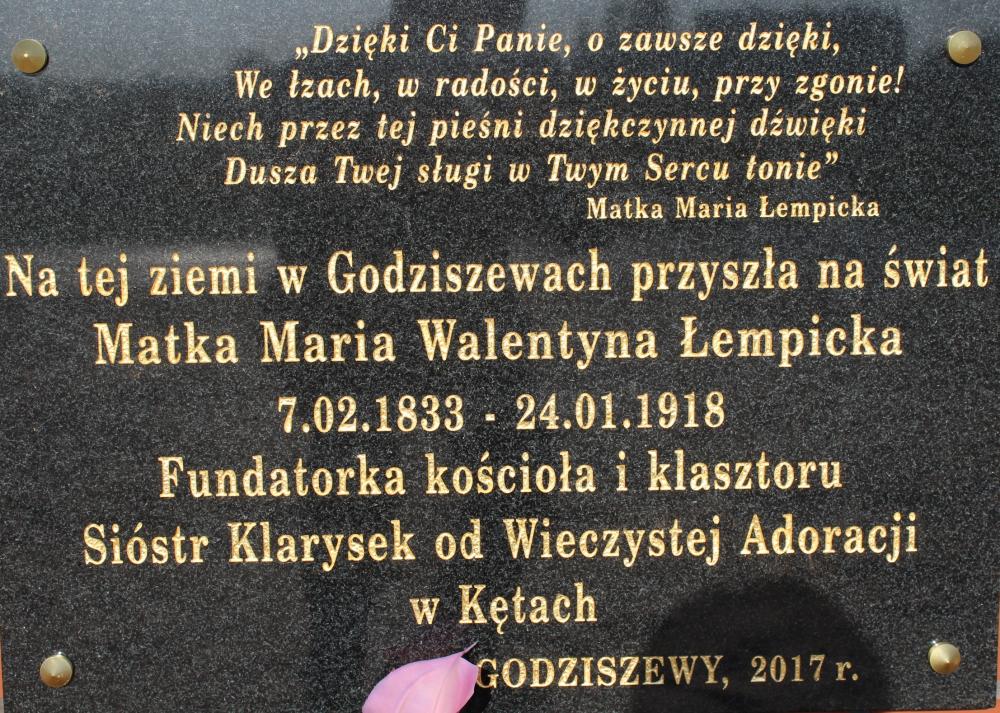 „Dzięki Ci Panie, o zawsze dzięki,
We łzach, w radości, w życiu, przy zgonie!
Niech przez tej pieśni dziękczynnej dźwięki
Dusza Twej sługi w Twym Sercu tonie”
Matka Maria Łempicka
Na tej ziemi w Godziszewach przyszła na świat
Matka Maria Walentyna Łempicka
7.02.1833 - 24.01.1918
Fundatorka kościoła i klasztoru
Sióstr Klarysek od Wieczystej Adoracji
w Kętach
GODZISZEWY, 2017 r.